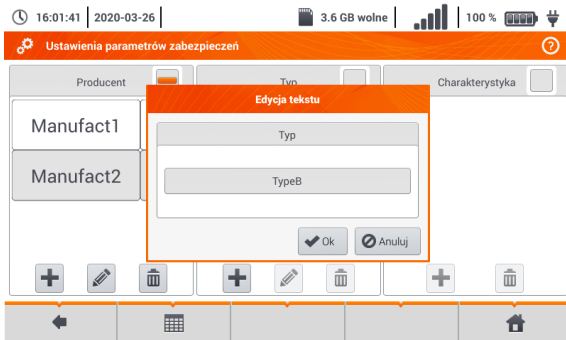 16:01:41 2020-03-26 3.6 GB wolne 100 %
Ustawienia parametrów zabezpieczeń
Producent Typ Charakterystyka
Edycja tekstu
Manufact1
Typ
Manufact2
TypeB
Ok Anuluj